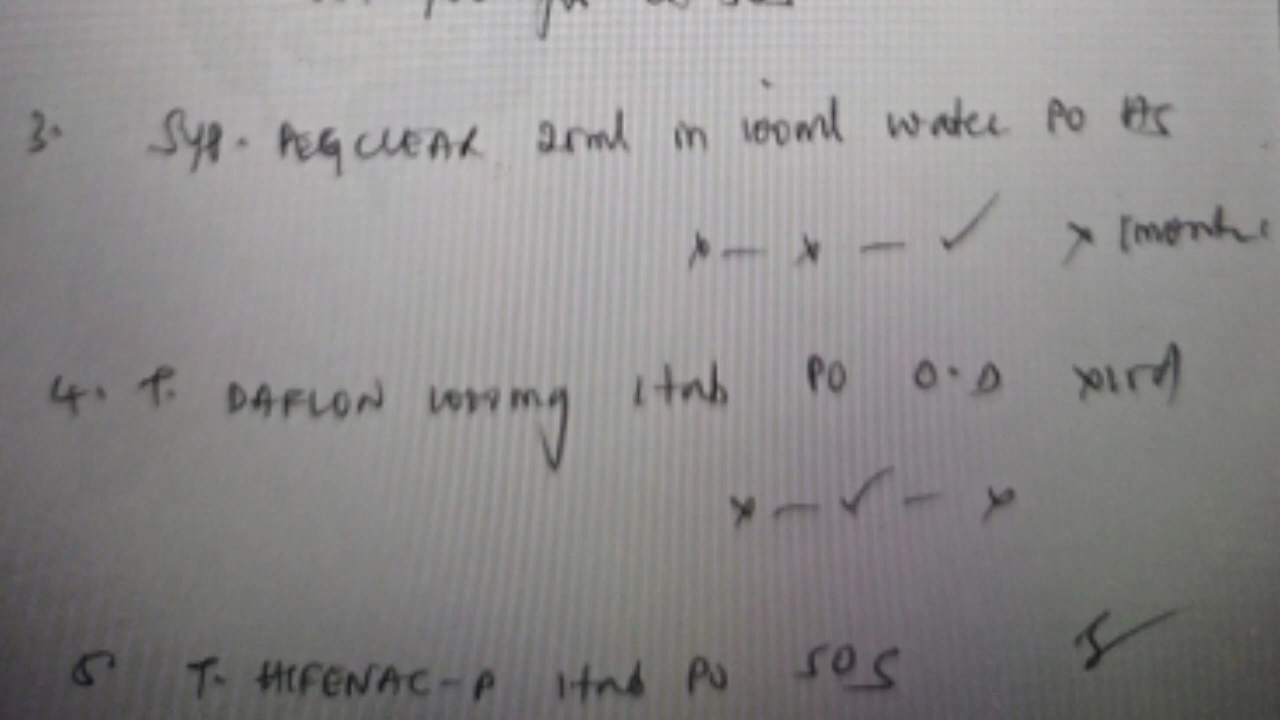 3. Syp. PEGCLEAR 25ml in 100ml water PO HS
x – x – ✓ x 1month
4. T. DAFLON 1000mg 1tab PO O.D
x – ✓ – x
5 T. HIFENAC-P 1tab PO SOS